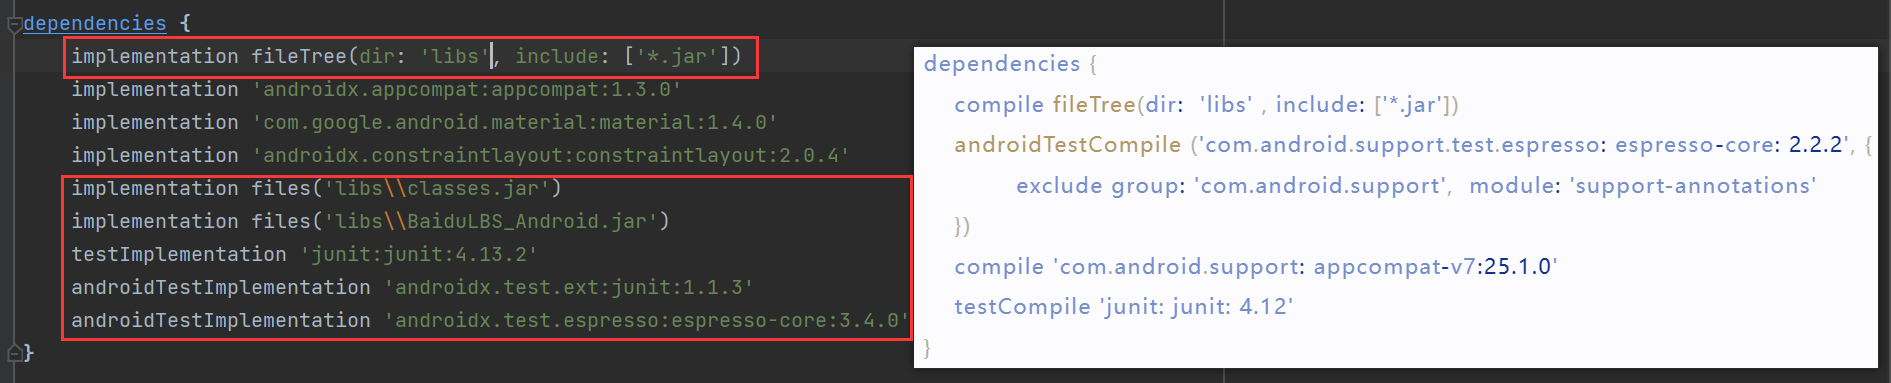 dependencies {
implementation fileTree(dir: 'libs', include: ['*.jar'])
implementation 'androidx.appcompat:appcompat:1.3.0'
implementation 'com.google.android.material:material:1.4.0'
implementation 'androidx.constraintlayout:constraintlayout:2.0.4'
implementation files('libs\\classes.jar')
implementation files('libs\\BaiduLBS_Android.jar')
testImplementation 'junit:junit:4.13.2'
androidTestImplementation 'androidx.test.ext:junit:1.1.3'
androidTestImplementation 'androidx.test.espresso:espresso-core:3.4.0'
}
dependencies {
compile fileTree(dir: 'libs' , include: ['*.jar'])
androidTestCompile ('com.android.support.test.espresso: espresso-core: 2.2.2', {
exclude group: 'com.android.support', module: 'support-annotations'
})
compile 'com.android.support: appcompat-v7:25.1.0'
testCompile 'junit: junit: 4.12'
}